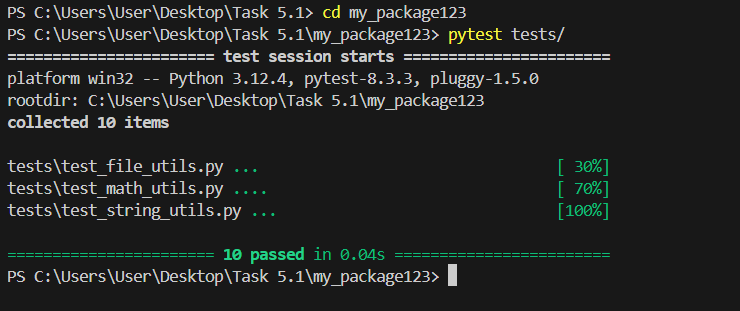 PS C:\Users\User\Desktop\Task 5.1> cd my_package123
PS C:\Users\User\Desktop\Task 5.1\my_package123> pytest tests/
======================= test session starts ========================
platform win32 -- Python 3.12.4, pytest-8.3.3, pluggy-1.5.0
rootdir: C:\Users\User\Desktop\Task 5.1\my_package123
collected 10 items
tests\test_file_utils.py ... [ 30%]
tests\test_math_utils.py .... [ 70%]
tests\test_string_utils.py ... [100%]
======================= 10 passed in 0.04s ========================
PS C:\Users\User\Desktop\Task 5.1\my_package123>